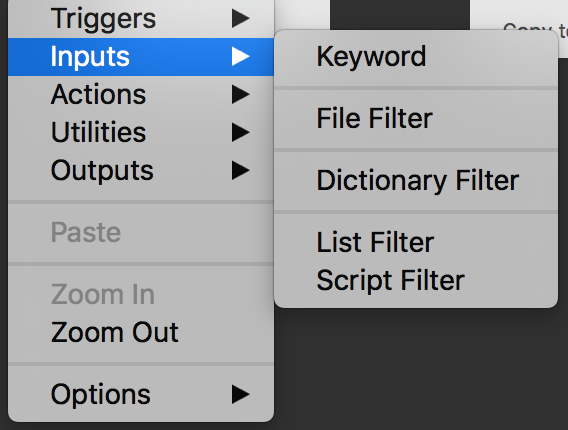 Triggers
Inputs
Actions
Utilities
Outputs
Paste
Zoom In
Zoom Out
Options
Keyword
File Filter
Dictionary Filter
List Filter
Script Filter
Copy